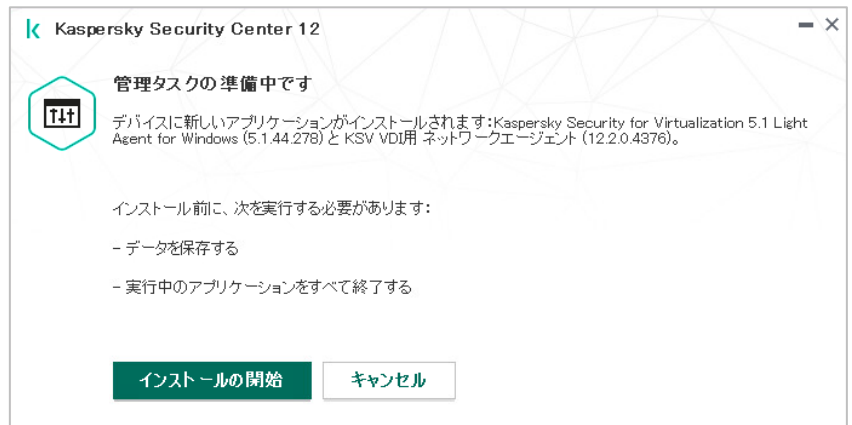 Kaspersky Security Center 12
管理タスクの準備中です
デバイスに新しいアプリケーションがインストールされます:Kaspersky Security for Virtualization 5.1 Light
Agent for Windows (5.1.44.278) と KSV VDI用 ネットワークエージェント (12.2.0.4376)。
インストール前に、次を実行する必要があります:
- データを保存する
- 実行中のアプリケーションをすべて終了する
インストールの開始 キャンセル